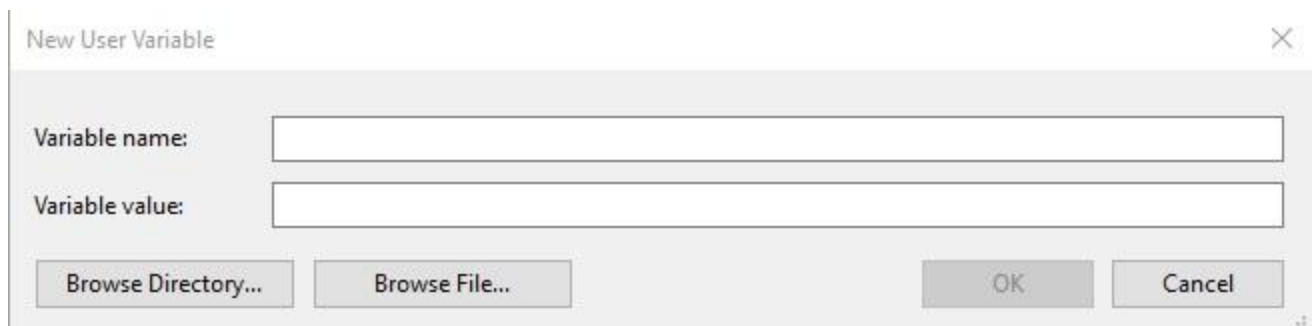 New User Variable
Variable name:
Variable value:
Browse Directory... Browse File... OK Cancel